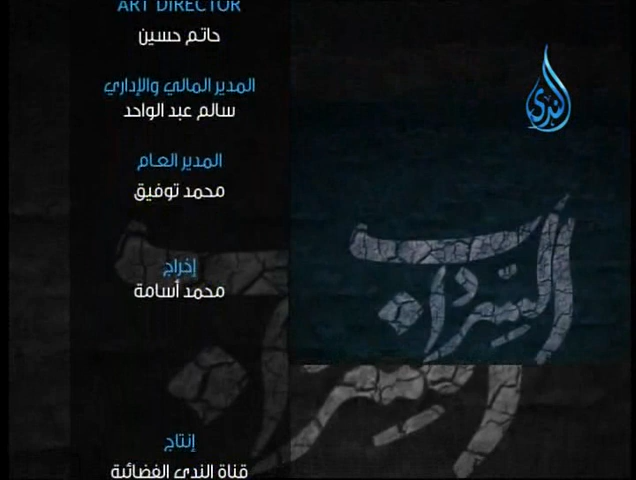 ART DIRECTOR
حاتم حسين
المدير المالي والإداري
سالم عبد الواحد
المدير العام
محمد توفيق
إخراج
محمد أسامة
إنتاج
قناة الندى الفضائية
الندى
السرداب